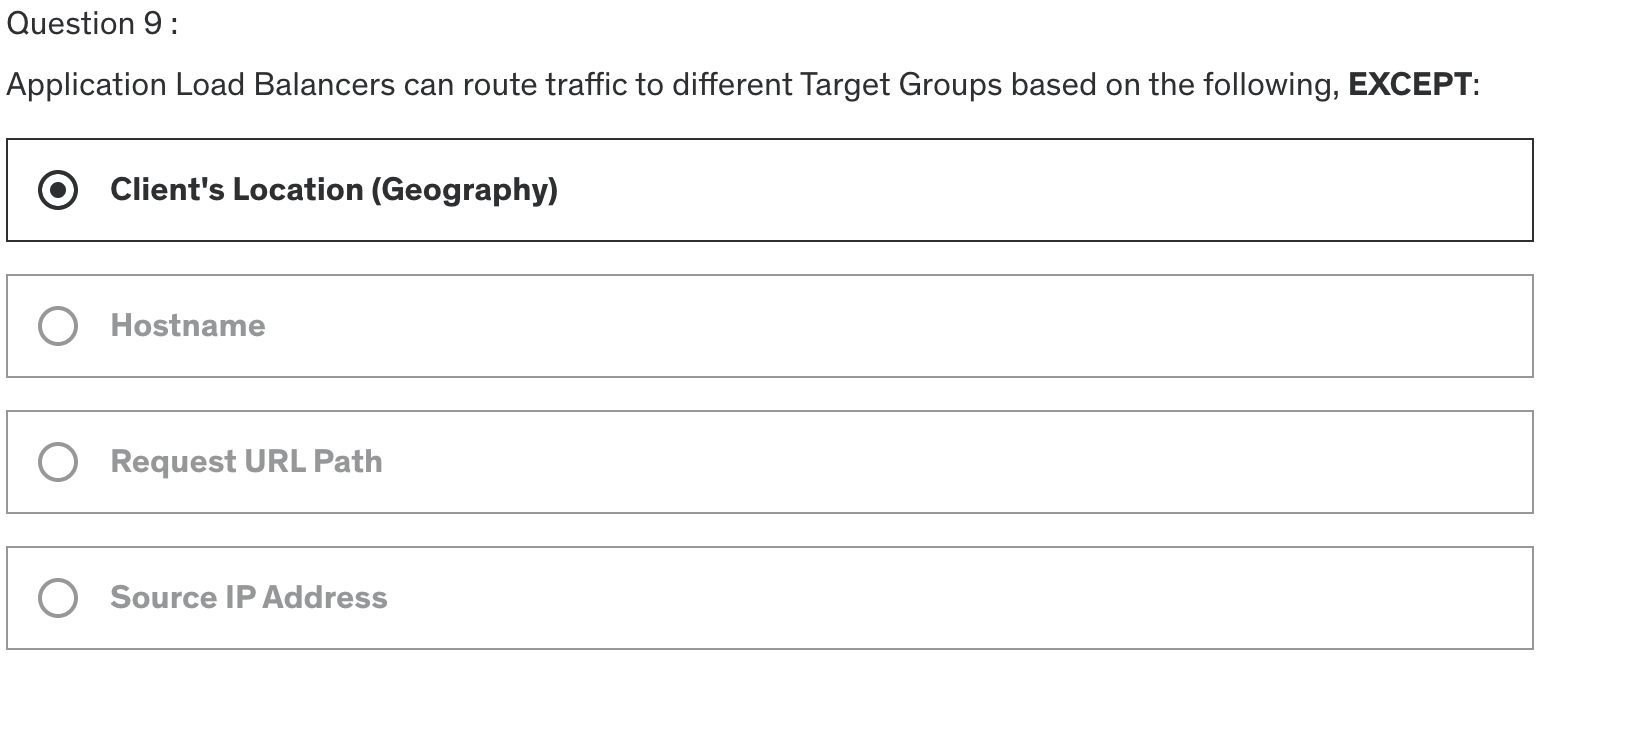 Question 9 :
Application Load Balancers can route traffic to different Target Groups based on the following, EXCEPT:
Client's Location (Geography)
Hostname
Request URL Path
Source IP Address